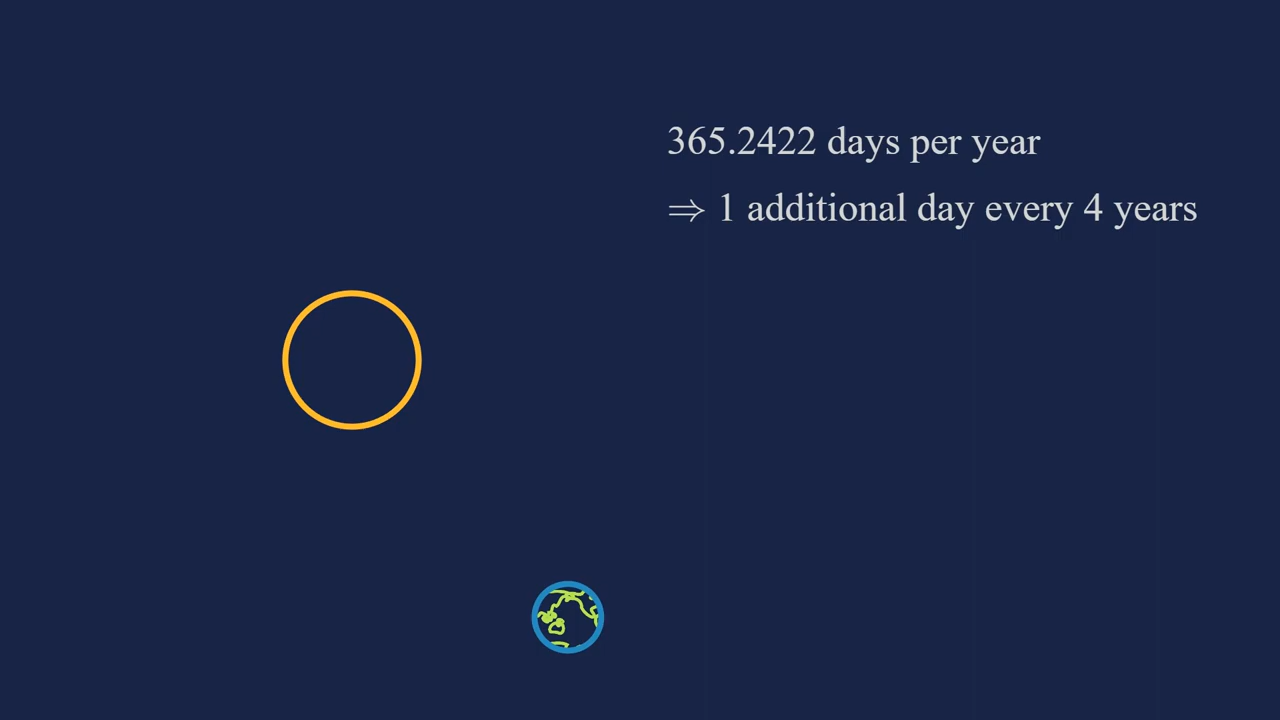 365.2422 days per year
⇒ 1 additional day every 4 years